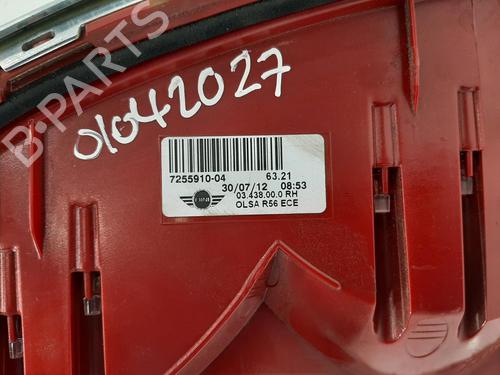 B-PARTS
01042027
7255910-04 63.21
30/07/12 08:53
03.438.00.0 RH
MINI
OLSA R56 ECE